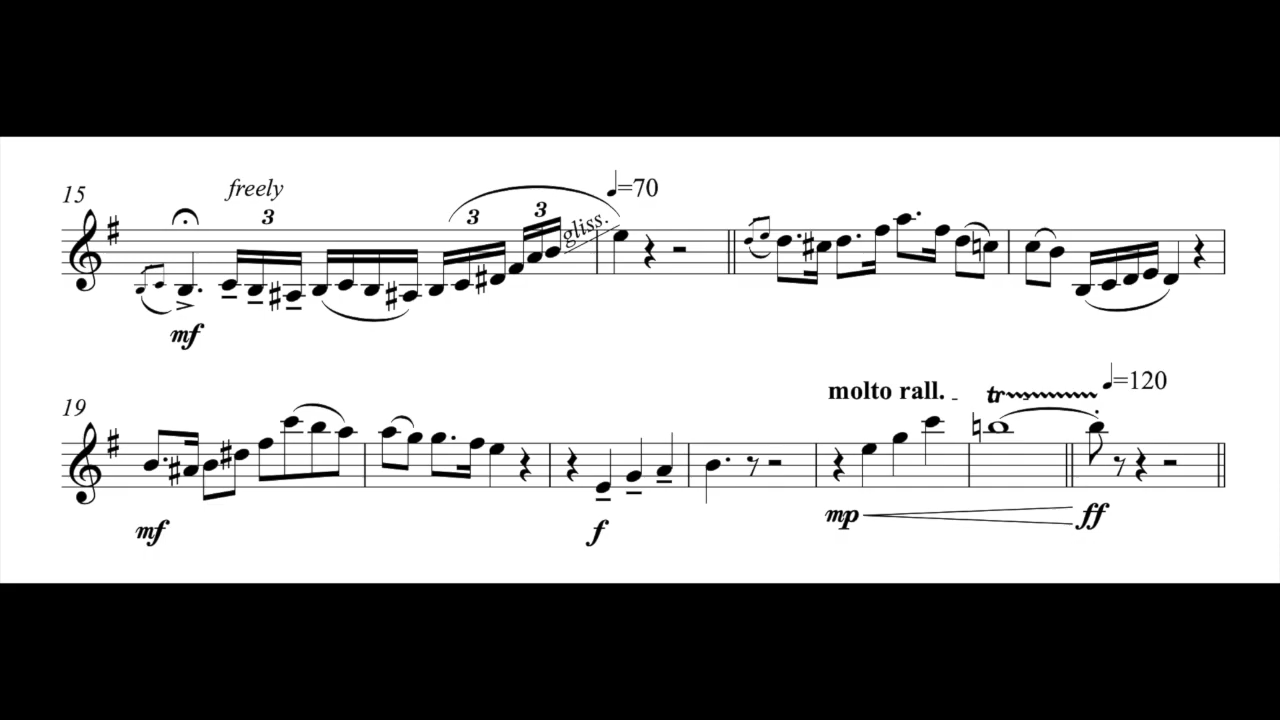 15
freely
3
3
3
gliss.
♩=70
mf
19
molto rall.
tr
♩=120
mf
f
mp
ff